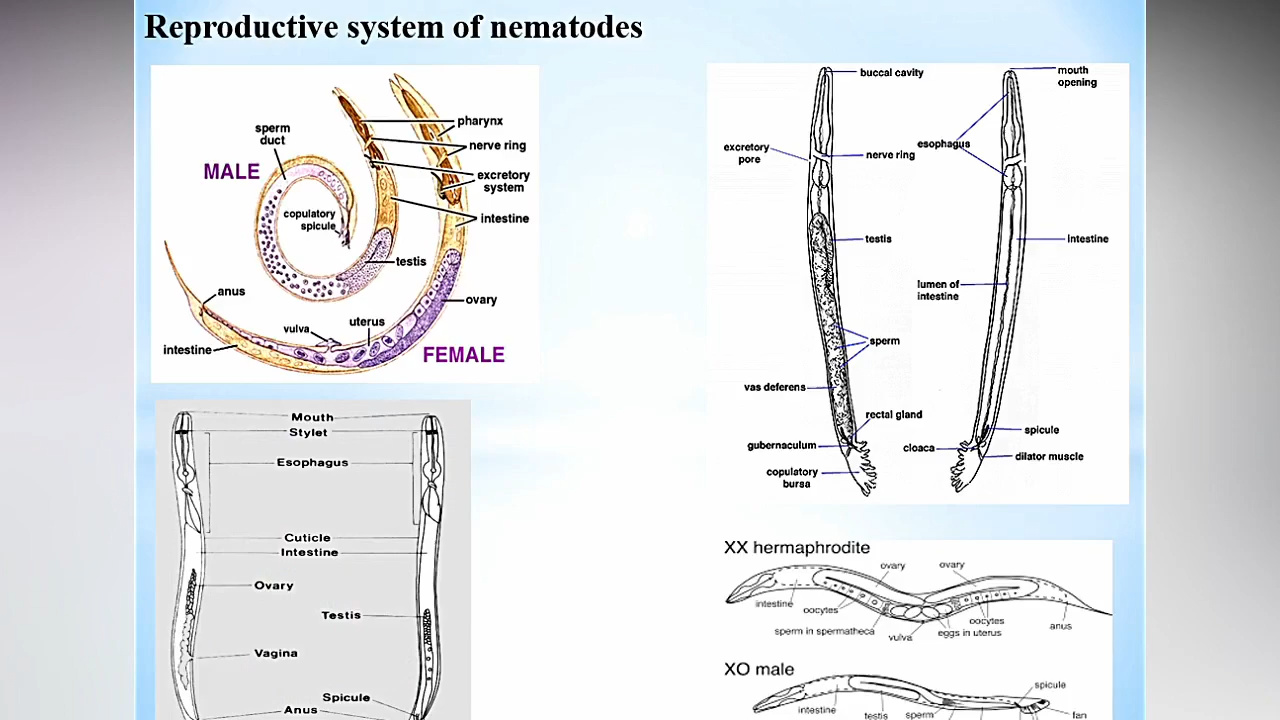 Reproductive system of nematodes
sperm
duct
MALE
pharynx
nerve ring
excretory
system
copulatory
spicule
intestine
testis
anus
ovary
vulva
uterus
intestine
FEMALE
buccal cavity
mouth
opening
excretory
pore
nerve ring
esophagus
testis
intestine
lumen of
intestine
sperm
vas deferens
rectal gland
gubernaculum
cloaca
spicule
dilator muscle
copulatory
bursa
Mouth
Stylet
Esophagus
Cuticle
Intestine
Ovary
Testis
Vagina
Spicule
Anus
XX hermaphrodite
ovary
ovary
intestine
oocytes
oocytes
anus
sperm in spermatheca
vulva
eggs in uterus
XO male
spicule
intestine
testis
sperm
fan